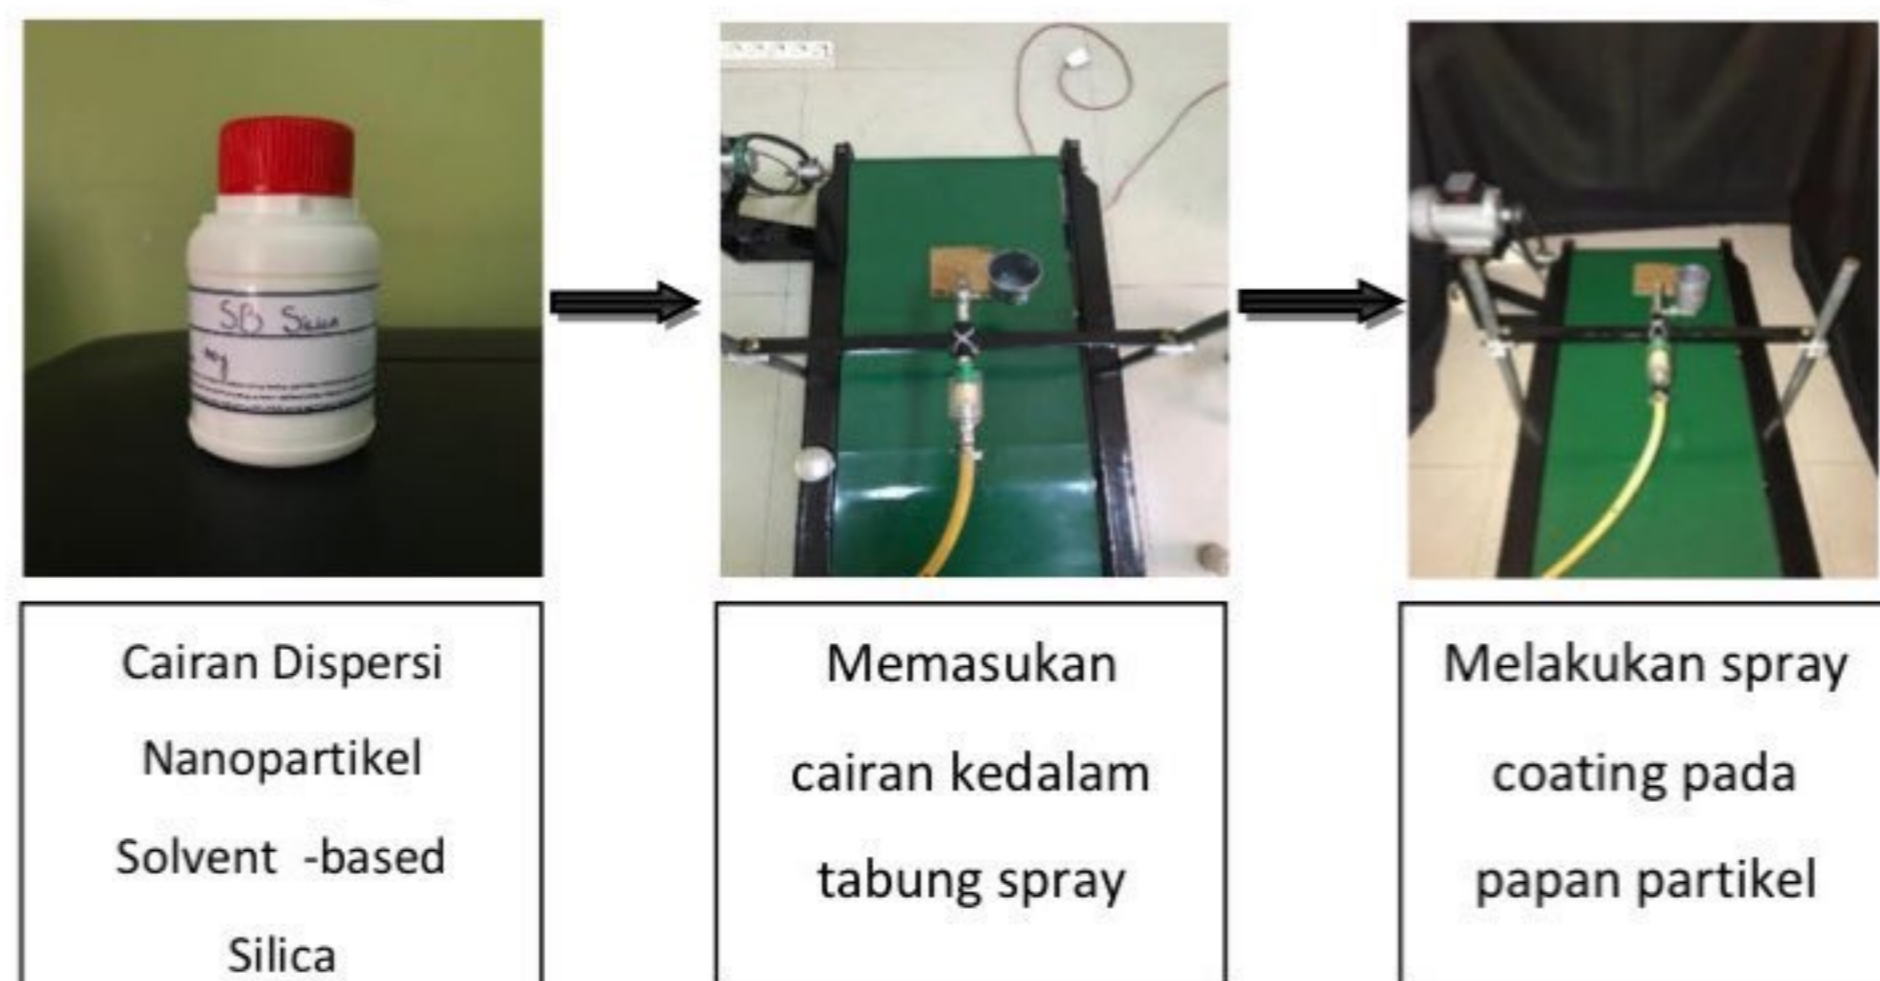 SB Silica
Cairan Dispersi
Nanopartikel
Solvent -based
Silica
Memasukan
cairan kedalam
tabung spray
Melakukan spray
coating pada
papan partikel